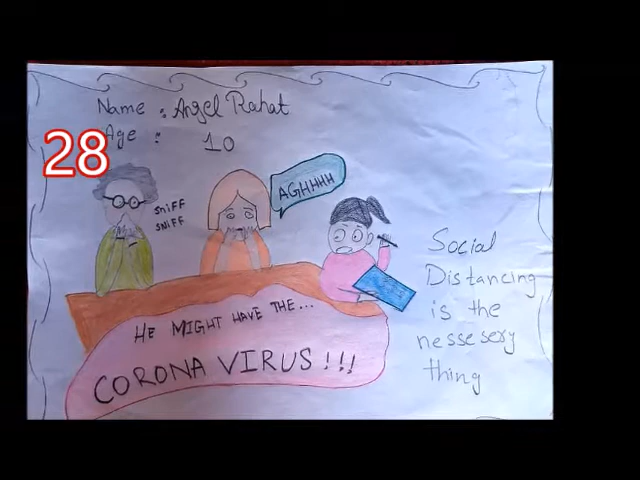 Name : Angel Rahat
Age : 10
28
SNIFF
SNIFF
AGHHHH
HE MIGHT HAVE THE...
CORONA VIRUS!!!
Social
Distancing
is the
nessesery
thing